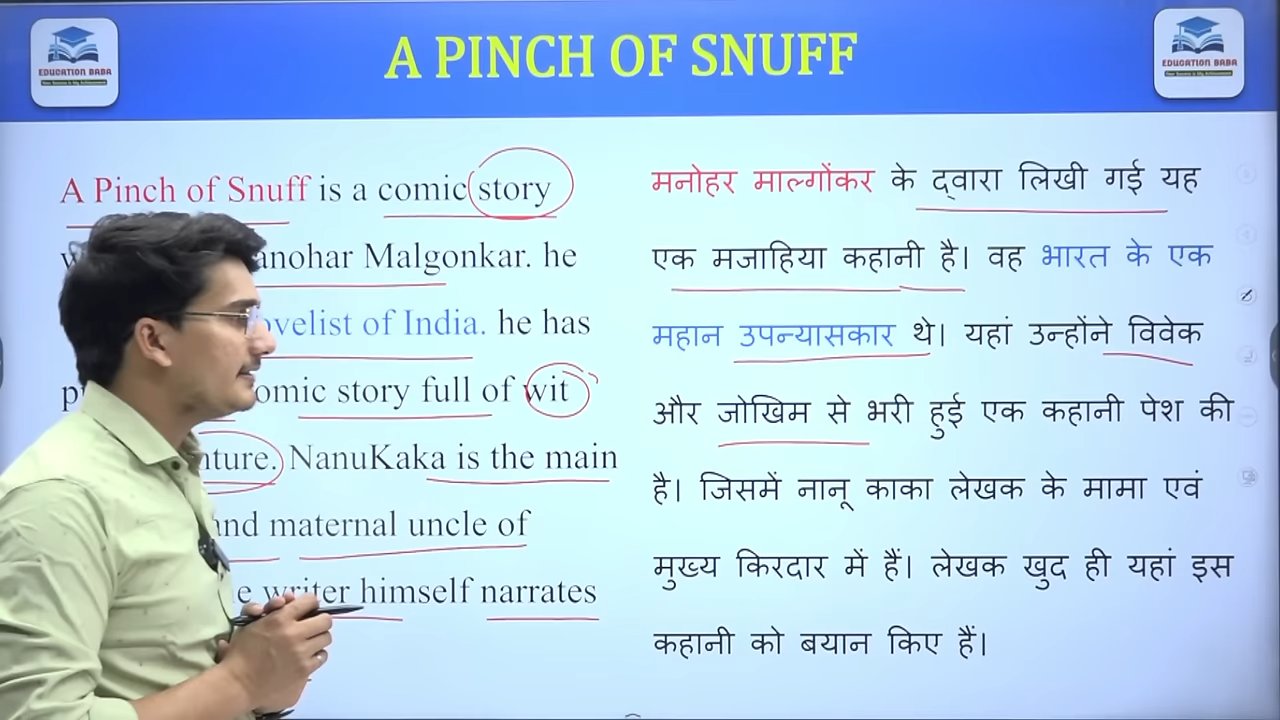 A PINCH OF SNUFF
EDUCATION BABA
EDUCATION BABA
A Pinch of Snuff is a comic story
anohar Malgonkar. he
ovelist of India. he has
omic story full of wit
nture. NanuKaka is the main
and maternal uncle of
e writer himself narrates
मनोहर माल्गोंकर के द्वारा लिखी गई यह
एक मजाहिया कहानी है। वह भारत के एक
महान उपन्यासकार थे। यहां उन्होंने विवेक
और जोखिम से भरी हुई एक कहानी पेश की
है। जिसमें नानू काका लेखक के मामा एवं
मुख्य किरदार में हैं। लेखक खुद ही यहां इस
कहानी को बयान किए हैं।